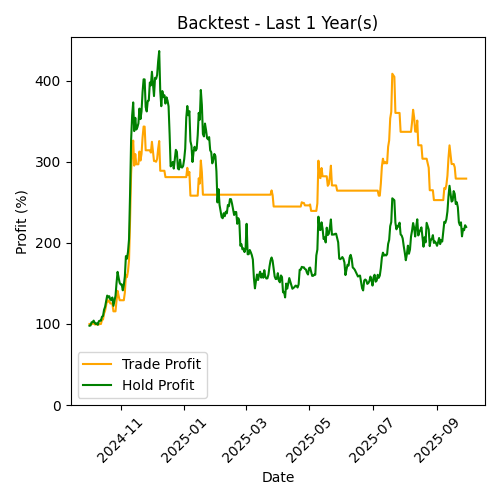 Backtest - Last 1 Year(s)
Profit (%)
400
300
200
100
0
Trade Profit
Hold Profit
2024-11
2025-01
2025-03
2025-05
2025-07
2025-09
Date